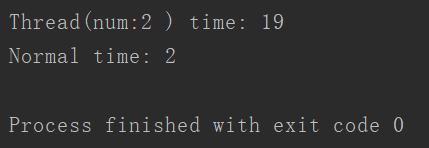 Thread(num:2 ) time: 19
Normal time: 2
Process finished with exit code 0